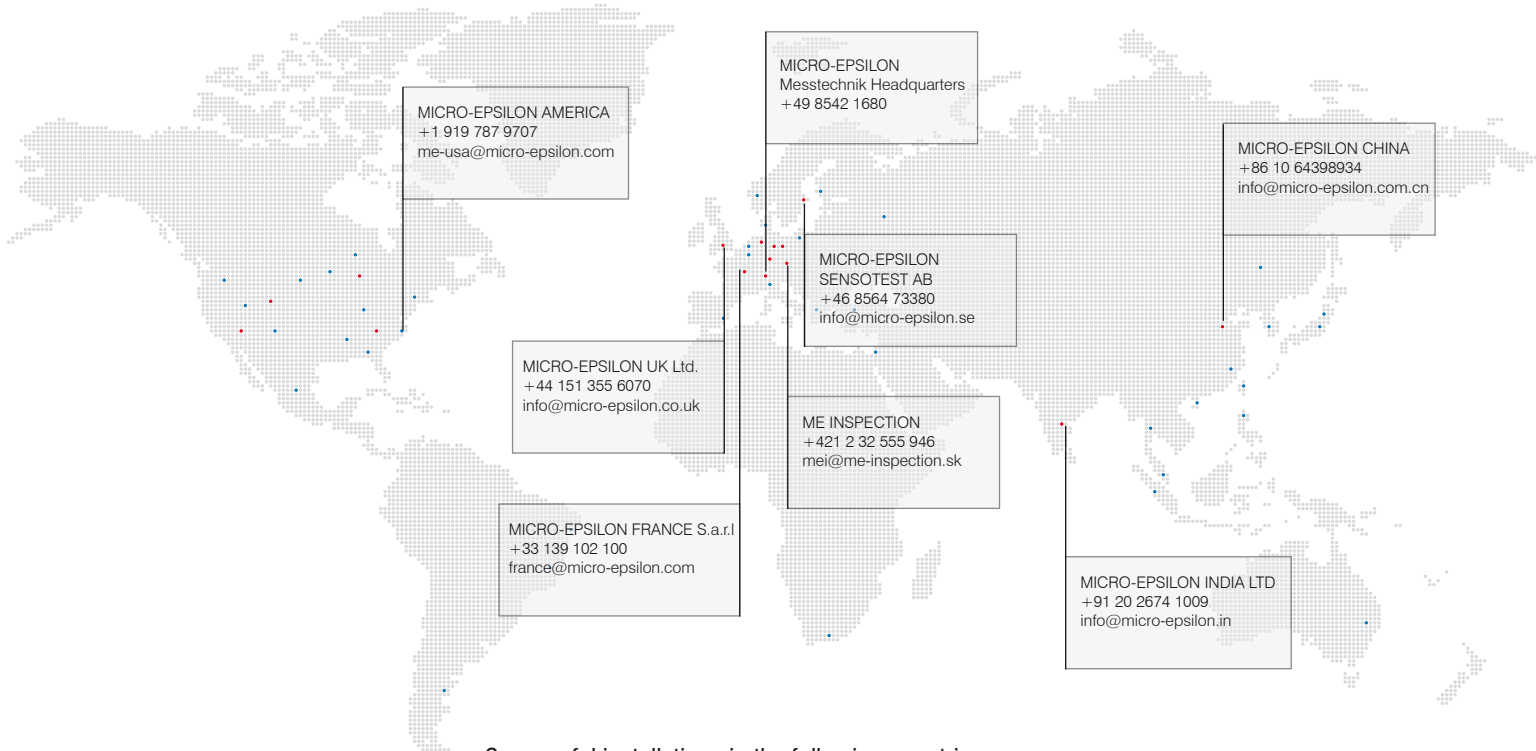 MICRO-EPSILON
Messtechnik Headquarters
+49 8542 1680
MICRO-EPSILON AMERICA
+1 919 787 9707
me-usa@micro-epsilon.com
MICRO-EPSILON CHINA
+86 10 64398934
info@micro-epsilon.com.cn
MICRO-EPSILON
SENSOTEST AB
+46 8564 73380
info@micro-epsilon.se
MICRO-EPSILON UK Ltd.
+44 151 355 6070
info@micro-epsilon.co.uk
ME INSPECTION
+421 2 32 555 946
mei@me-inspection.sk
MICRO-EPSILON FRANCE S.a.r.l
+33 139 102 100
france@micro-epsilon.com
MICRO-EPSILON INDIA LTD
+91 20 2674 1009
info@micro-epsilon.in